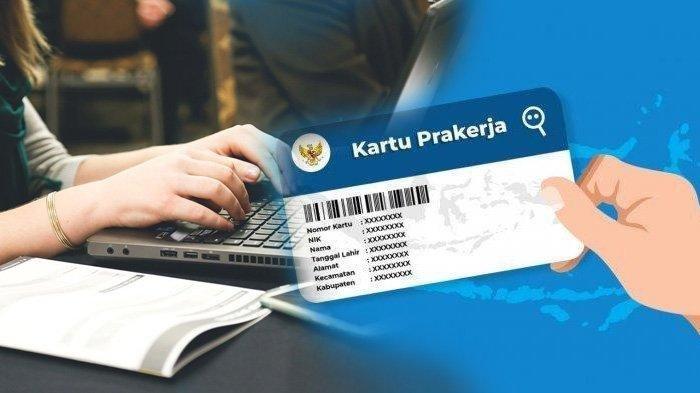 Kartu Prakerja
Nomor Kartu : XXXXXXXX
NIK : XXXXXXXX
Nama : XXXXXXXX
Tanggal Lahir : XXXXXXXX
Alamat : XXXXXXXX
Kecamatan : XXXXXXXX
Kabupaten : XXXXXXXX